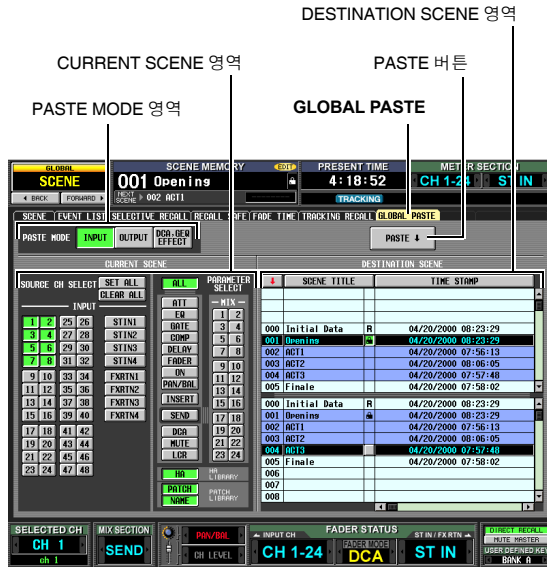 DESTINATION SCENE 영역
CURRENT SCENE 영역
PASTE 버튼
PASTE MODE 영역
GLOBAL PASTE
GLOBAL
SCENE
BACK
FORWARD
SCENE MEMORY
EDIT
001 Opening
NEXT SCENE
002 ACT1
PRESENT TIME
4:18:52
TRACKING
METER SECTION
CH 1-24
ST IN
SCENE
EVENT LIST
SELECTIVE RECALL
RECALL SAFE
FADE TIME
TRACKING RECALL
GLOBAL PASTE
PASTE MODE
INPUT
OUTPUT
DCA·GEQ EFFECT
PASTE ↓
CURRENT SCENE
DESTINATION SCENE
SOURCE CH SELECT
SET ALL
CLEAR ALL
INPUT
1 2 25 26 STIN1
3 4 27 28 STIN2
5 6 29 30 STIN3
7 8 31 32 STIN4
9 10 33 34 FXRTN1
11 12 35 36 FXRTN2
13 14 37 38 FXRTN3
15 16 39 40 FXRTN4
17 18 41 42
19 20 43 44
21 22 45 46
23 24 47 48
ALL
PARAMETER SELECT
ATT
EQ
GATE
COMP
DELAY
FADER
ON
PAN/BAL
INSERT
SEND
DCA
MUTE
LCR
MIX
1 2
3 4
5 6
7 8
9 10
11 12
13 14
15 16
17 18
19 20
21 22
23 24
HA
HA LIBRARY
PATCH
NAME
PATCH LIBRARY
↓ SCENE TITLE TIME STAMP
000 Initial Data R 04/20/2000 08:23:29
001 Opening 04/20/2000 08:23:29
002 ACT1 04/20/2000 07:56:13
003 ACT2 04/20/2000 08:06:05
004 ACT3 04/20/2000 07:57:48
005 Finale 04/20/2000 07:58:02
000 Initial Data R 04/20/2000 08:23:29
001 Opening 04/20/2000 08:23:29
002 ACT1 04/20/2000 07:56:13
003 ACT2 04/20/2000 08:06:05
004 ACT3 04/20/2000 07:57:48
005 Finale 04/20/2000 07:58:02
006
007
008
SELECTED CH
CH 1
ch 1
MIX SECTION
SEND
PAN/BAL
CH LEVEL
INPUT CH
CH 1-24
FADER STATUS
FADER MODE
DCA
ST IN / FX RTN
ST IN
DIRECT RECALL
MUTE MASTER
USER DEFINED KEY
BANK A